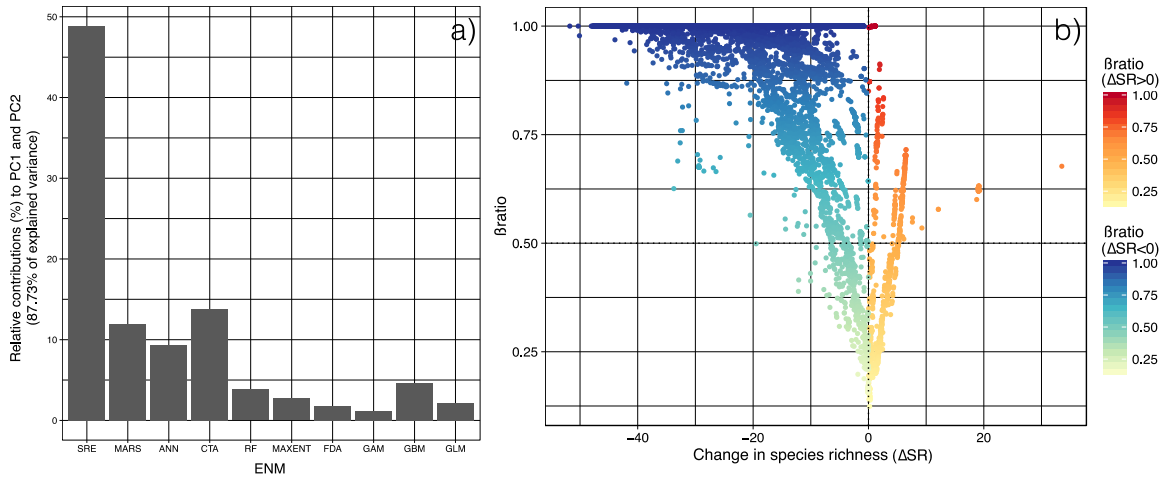 a)
50
40
30
20
10
0
Relative contributions (%) to PC1 and PC2
(87.73% of explained variance)
SRE MARS ANN CTA RF MAXENT FDA GAM GBM GLM
ENM
b)
1.00
0.75
0.50
0.25
ßratio
−40 −20 0 20
Change in species richness (ΔSR)
ßratio
(ΔSR>0)
1.00
0.75
0.50
0.25
ßratio
(ΔSR<0)
1.00
0.75
0.50
0.25